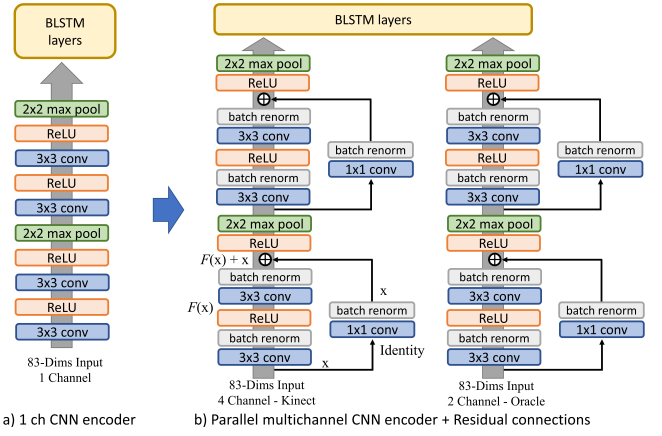 BLSTM
layers
2x2 max pool
ReLU
3x3 conv
ReLU
3x3 conv
2x2 max pool
ReLU
3x3 conv
ReLU
3x3 conv
83-Dims Input
1 Channel
a) 1 ch CNN encoder
BLSTM layers
2x2 max pool
ReLU
batch renorm
3x3 conv
ReLU
batch renorm
3x3 conv
batch renorm
1x1 conv
2x2 max pool
ReLU
F(x) + x
batch renorm
3x3 conv
F(x)
ReLU
batch renorm
3x3 conv
x
batch renorm
1x1 conv
Identity
x
83-Dims Input
4 Channel - Kinect
2x2 max pool
ReLU
batch renorm
3x3 conv
ReLU
batch renorm
3x3 conv
batch renorm
1x1 conv
2x2 max pool
ReLU
batch renorm
3x3 conv
ReLU
batch renorm
3x3 conv
batch renorm
1x1 conv
83-Dims Input
2 Channel - Oracle
b) Parallel multichannel CNN encoder + Residual connections